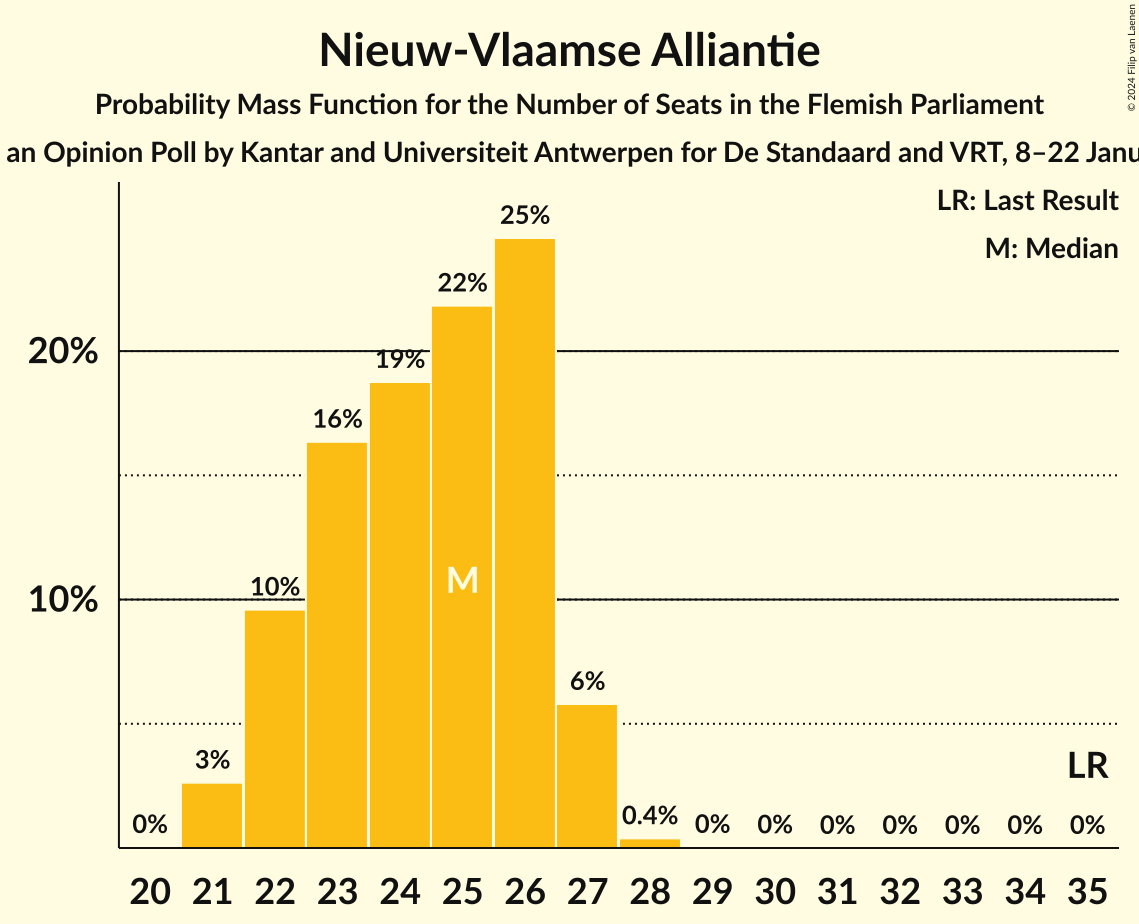 Nieuw-Vlaamse Alliantie
Probability Mass Function for the Number of Seats in the Flemish Parliament
an Opinion Poll by Kantar and Universiteit Antwerpen for De Standaard and VRT, 8–22 Janu
© 2024 Filip van Laenen
LR: Last Result
M: Median
25%
22%
20%
19%
16%
M
10%
10%
6%
3%
LR
0%
0.4%
0%
0%
0%
0%
0%
0%
0%
20 21 22 23 24 25 26 27 28 29 30 31 32 33 34 35